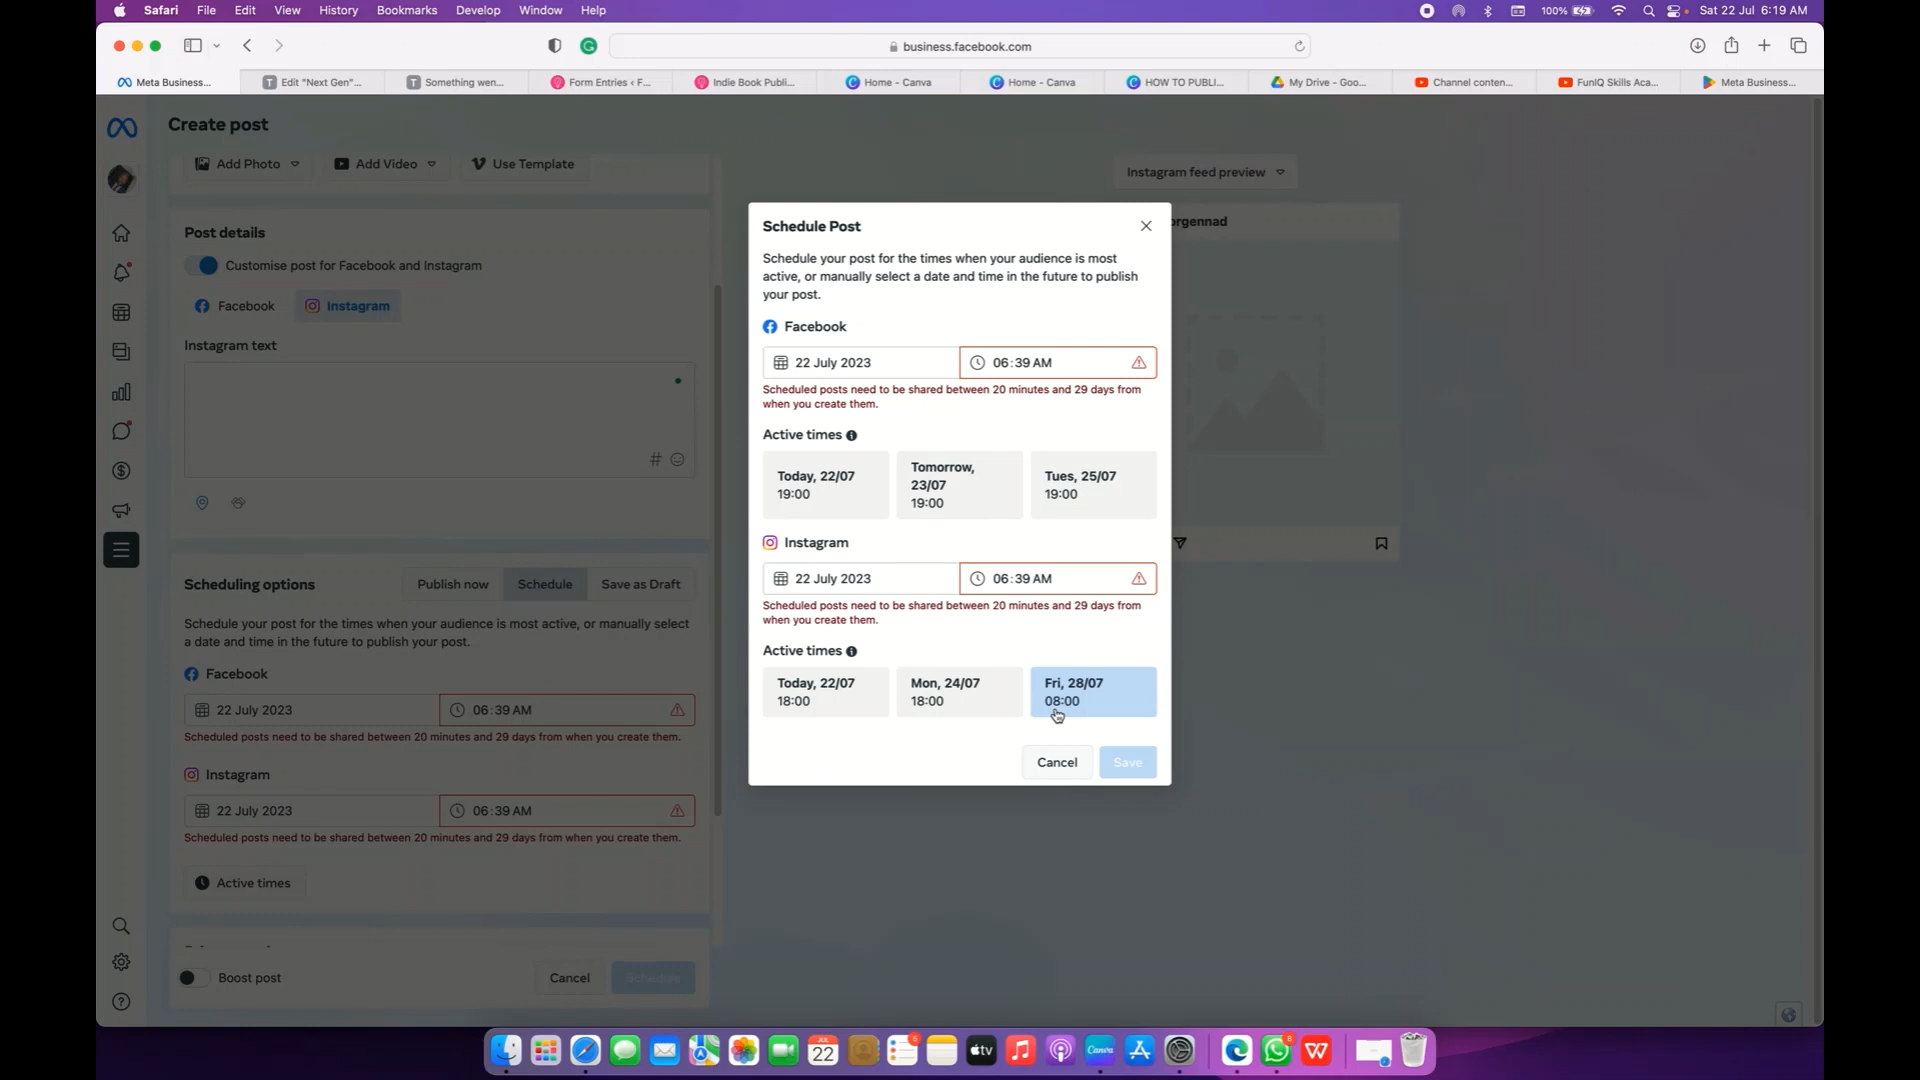 Safari File Edit View History Bookmarks Develop Window Help
100% Sat 22 Jul 6:19 AM
business.facebook.com
Meta Business... Edit "Next Gen"... Something wen... Form Entries ‹ F... Indie Book Publi... Home – Canva Home – Canva HOW TO PUBLI... My Drive – Goo... Channel conten... FunIQ Skills Aca... Meta Business...
Create post
Add Photo Add Video Use Template
Post details
Customise post for Facebook and Instagram
Facebook Instagram
Instagram text
Scheduling options Publish now Schedule Save as Draft
Schedule your post for the times when your audience is most active, or manually select
a date and time in the future to publish your post.
Facebook
22 July 2023 06:39 AM
Scheduled posts need to be shared between 20 minutes and 29 days from when you create them.
Instagram
22 July 2023 06:39 AM
Scheduled posts need to be shared between 20 minutes and 29 days from when you create them.
Active times
Boost post Cancel Schedule
Schedule Post
Schedule your post for the times when your audience is most
active, or manually select a date and time in the future to publish
your post.
Facebook
22 July 2023 06:39 AM
Scheduled posts need to be shared between 20 minutes and 29 days from
when you create them.
Active times
Today, 22/07
19:00
Tomorrow,
23/07
19:00
Tues, 25/07
19:00
Instagram
22 July 2023 06:39 AM
Scheduled posts need to be shared between 20 minutes and 29 days from
when you create them.
Active times
Today, 22/07
18:00
Mon, 24/07
18:00
Fri, 28/07
08:00
Cancel Save
Instagram feed preview
orgennad
JUL
22
5
tv
Canva
8
W